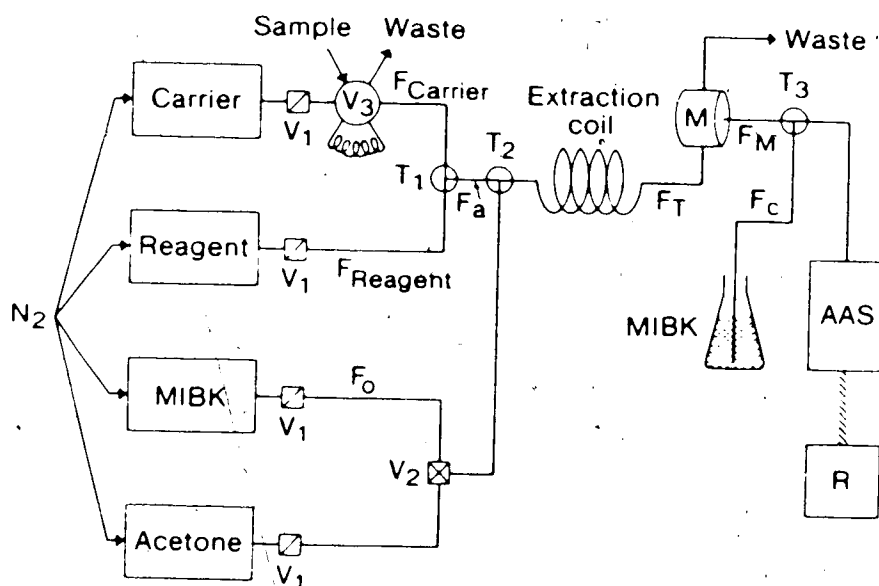 Sample
Waste
Carrier
V1
V3
FCarrier
Extraction
coil
M
Waste
T3
FM
T1
T2
Fa
FT
Fc
Reagent
V1
FReagent
N2
MIBK
AAS
MIBK
V1
Fo
V2
R
Acetone
V1